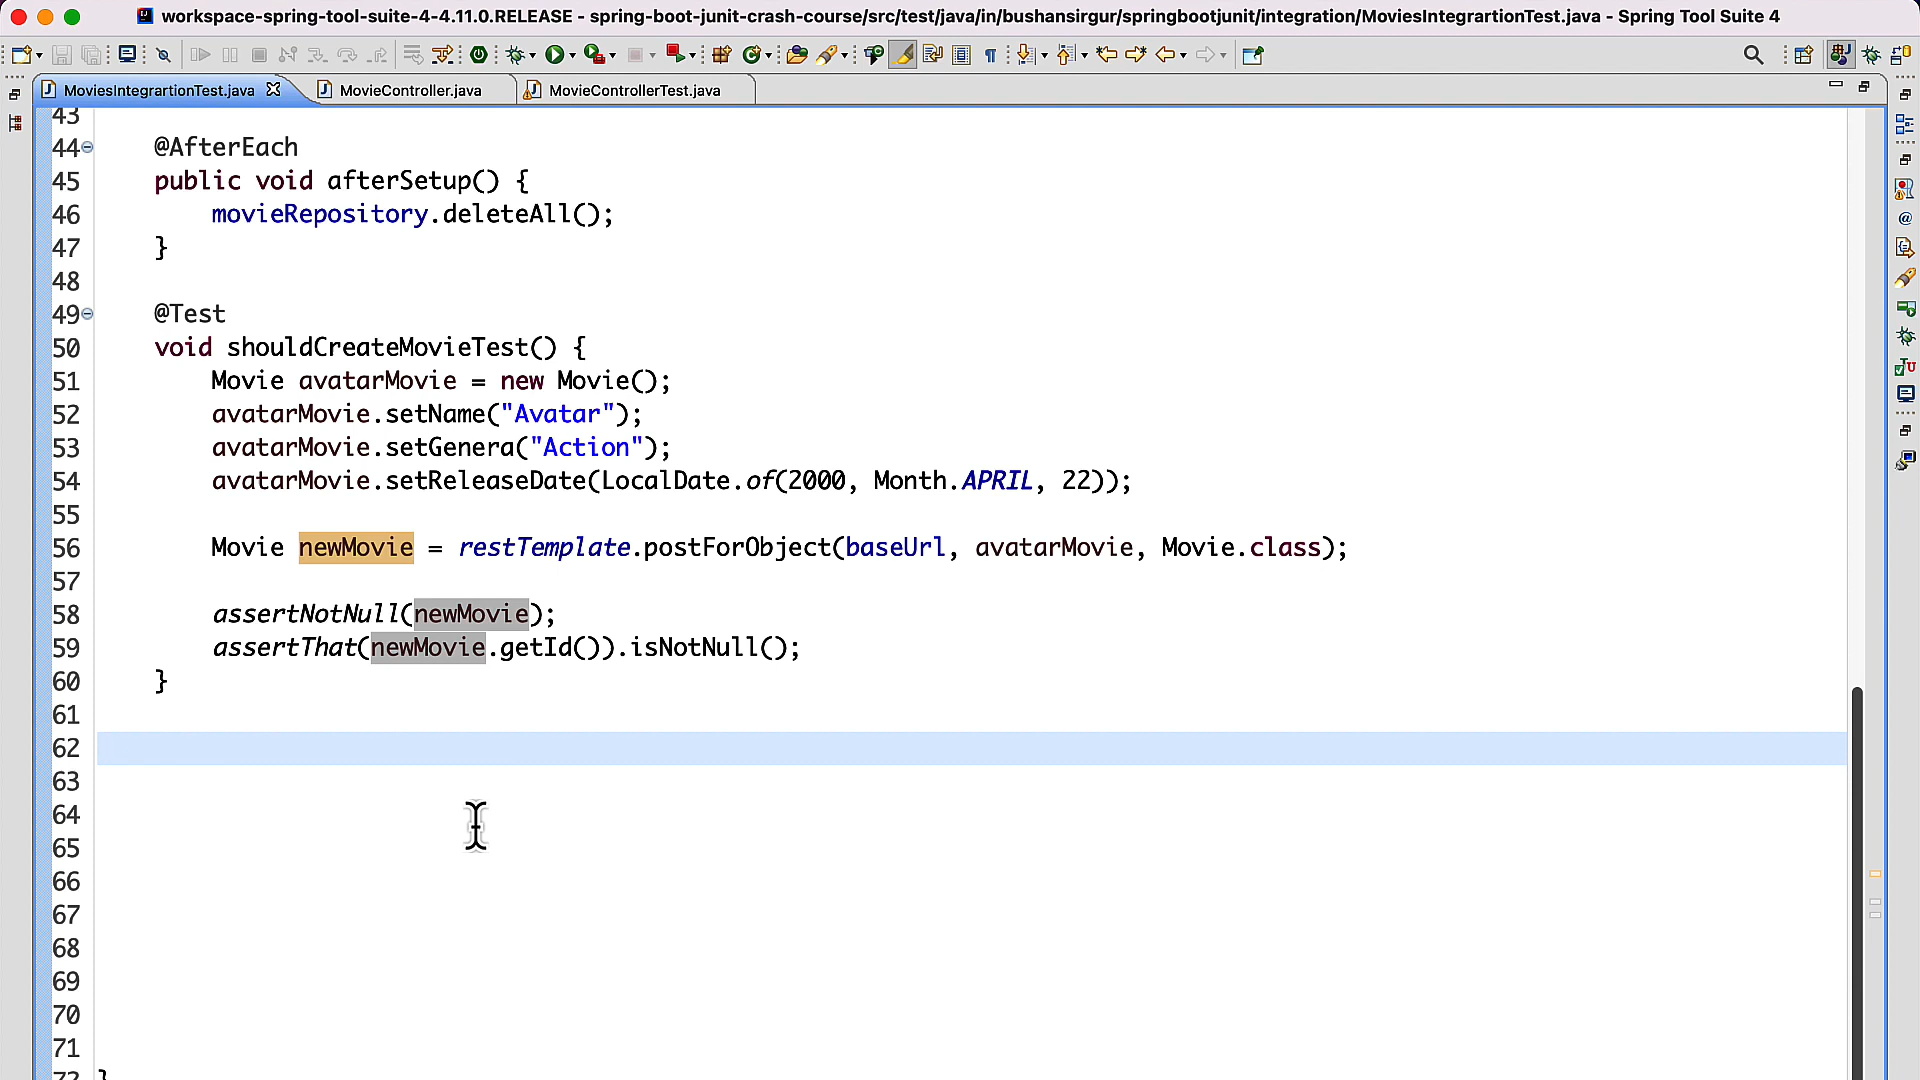 workspace-spring-tool-suite-4-4.11.0.RELEASE - spring-boot-junit-crash-course/src/test/java/in/bushansirgur/springbootjunit/integration/MoviesIntegrartionTest.java - Spring Tool Suite 4
MoviesIntegrartionTest.java MovieController.java MovieControllerTest.java
43
44 @AfterEach
45 public void afterSetup() {
46 movieRepository.deleteAll();
47 }
48
49 @Test
50 void shouldCreateMovieTest() {
51 Movie avatarMovie = new Movie();
52 avatarMovie.setName("Avatar");
53 avatarMovie.setGenera("Action");
54 avatarMovie.setReleaseDate(LocalDate.of(2000, Month.APRIL, 22));
55
56 Movie newMovie = restTemplate.postForObject(baseUrl, avatarMovie, Movie.class);
57
58 assertNotNull(newMovie);
59 assertThat(newMovie.getId()).isNotNull();
60 }
61
62
63
64
65
66
67
68
69
70
71
72 }